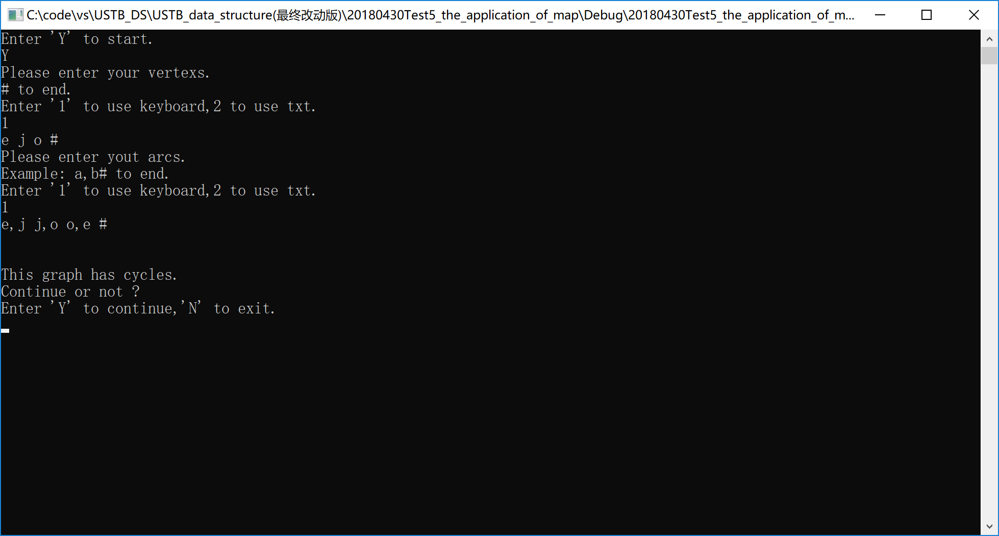 C:\code\vs\USTB_DS\USTB_data_structure(最终改动版)\20180430Test5_the_application_of_map\Debug\20180430Test5_the_application_of_m...
Enter 'Y' to start.
Y
Please enter your vertexs.
# to end.
Enter '1' to use keyboard,2 to use txt.
1
e j o #
Please enter yout arcs.
Example: a,b# to end.
Enter '1' to use keyboard,2 to use txt.
1
e,j j,o o,e #
This graph has cycles.
Continue or not ?
Enter 'Y' to continue,'N' to exit.